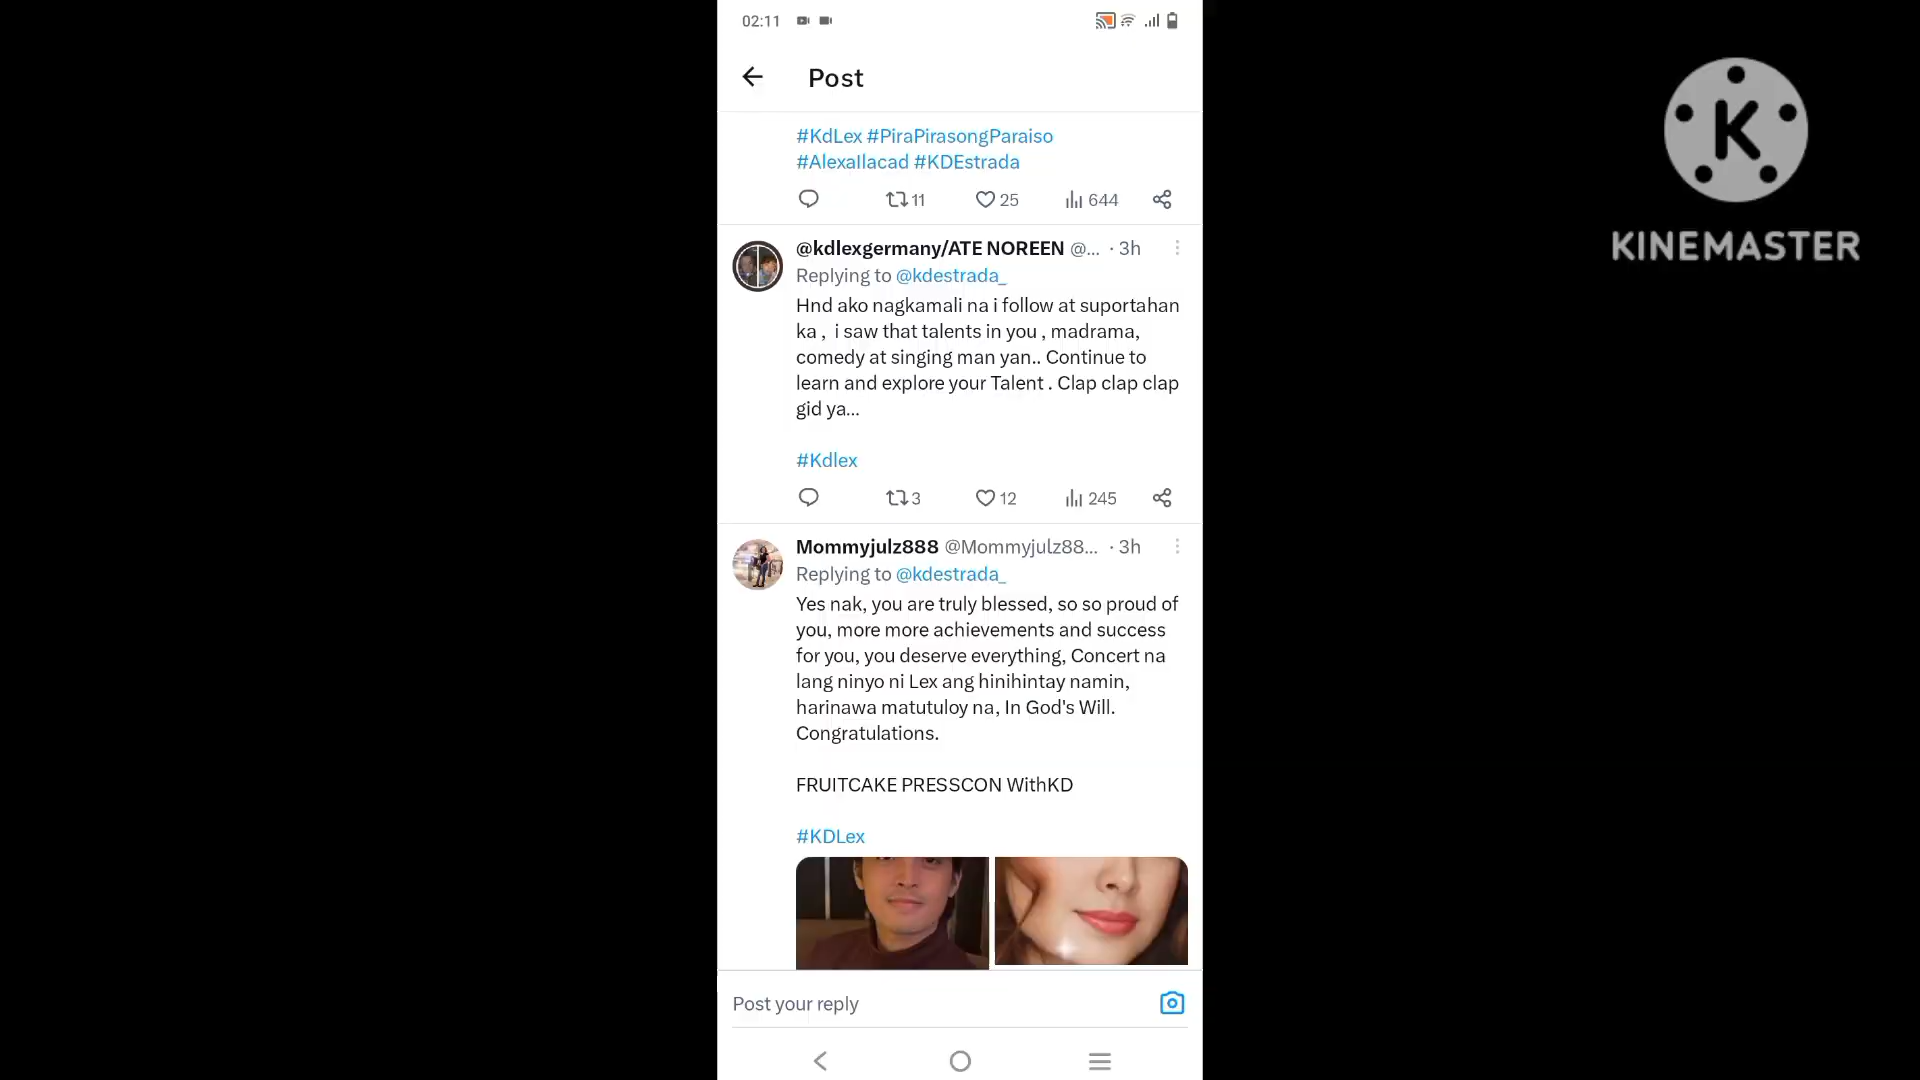 02:11
Post
#KdLex #PiraPirasongParaiso
#AlexaIlacad #KDEstrada
11 25 644
@kdlexgermany/ATE NOREEN @... · 3h
Replying to @kdestrada_
Hnd ako nagkamali na i follow at suportahan
ka , i saw that talents in you , madrama,
comedy at singing man yan.. Continue to
learn and explore your Talent . Clap clap clap
gid ya...
#Kdlex
3 12 245
Mommyjulz888 @Mommyjulz88... · 3h
Replying to @kdestrada_
Yes nak, you are truly blessed, so so proud of
you, more more achievements and success
for you, you deserve everything, Concert na
lang ninyo ni Lex ang hinihintay namin,
harinawa matutuloy na, In God's Will.
Congratulations.
FRUITCAKE PRESSCON WithKD
#KDLex
Post your reply
K
KINEMASTER